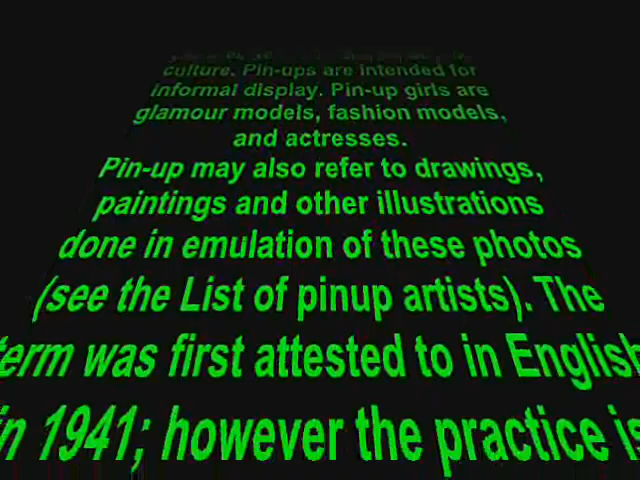 culture. Pin-ups are intended for
informal display. Pin-up girls are
glamour models, fashion models,
and actresses.
Pin-up may also refer to drawings,
paintings and other illustrations
done in emulation of these photos
(see the List of pinup artists). The
term was first attested to in English
in 1941; however the practice is